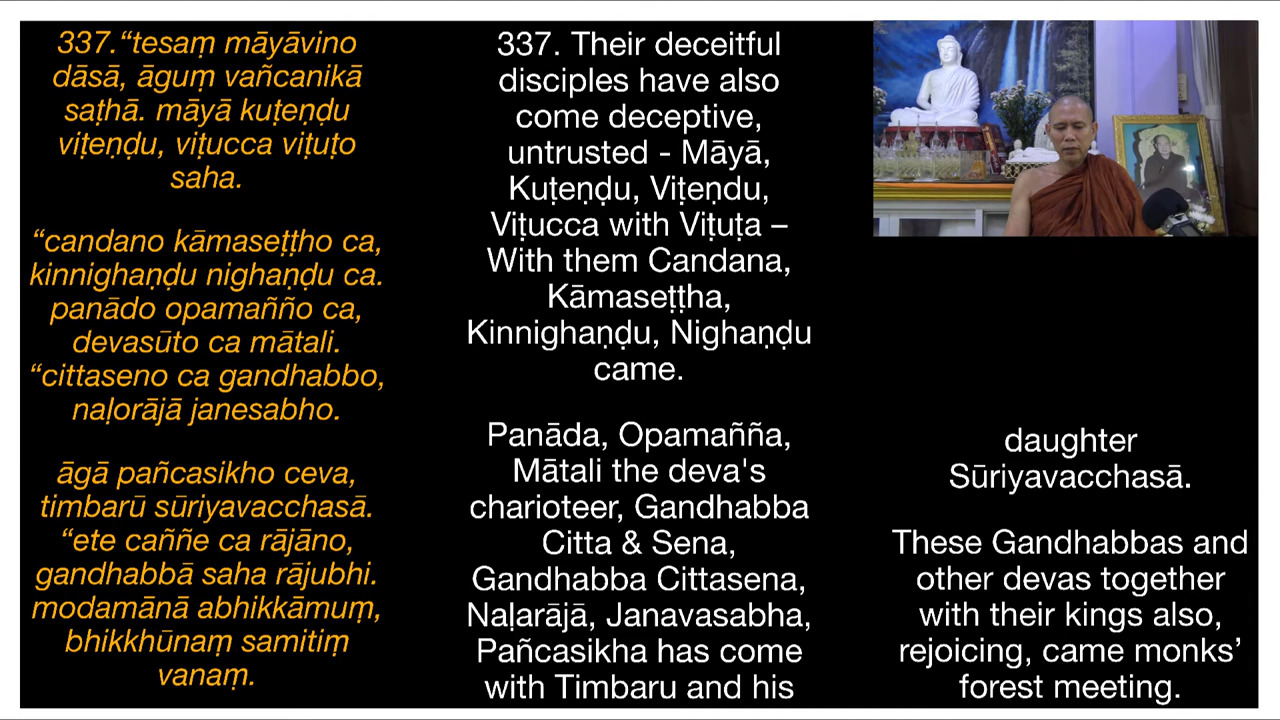 337.“tesaṃ māyāvino
dāsā, āguṃ vañcanikā
saṭhā. māyā kuṭeṇḍu
viṭeṇḍu, viṭucca viṭuṭo
saha.
“candano kāmaseṭṭho ca,
kinnighaṇḍu nighaṇḍu ca.
panādo opamañño ca,
devasūto ca mātali.
“cittaseno ca gandhabbo,
naḷorājā janesabho.
āgā pañcasikho ceva,
timbarū sūriyavacchasā.
“ete caññe ca rājāno,
gandhabbā saha rājubhi.
modamānā abhikkāmuṃ,
bhikkhūnaṃ samitiṃ
vanaṃ.
337. Their deceitful
disciples have also
come deceptive,
untrusted - Māyā,
Kuṭeṇḍu, Viṭeṇdu,
Viṭucca with Viṭuṭa –
With them Candana,
Kāmaseṭṭha,
Kinnighaṇḍu, Nighaṇḍu
came.
Panāda, Opamañña,
Mātali the deva's
charioteer, Gandhabba
Citta & Sena,
Gandhabba Cittasena,
Naḷarājā, Janavasabha,
Pañcasikha has come
with Timbaru and his
daughter
Sūriyavacchasā.
These Gandhabbas and
other devas together
with their kings also,
rejoicing, came monks’
forest meeting.